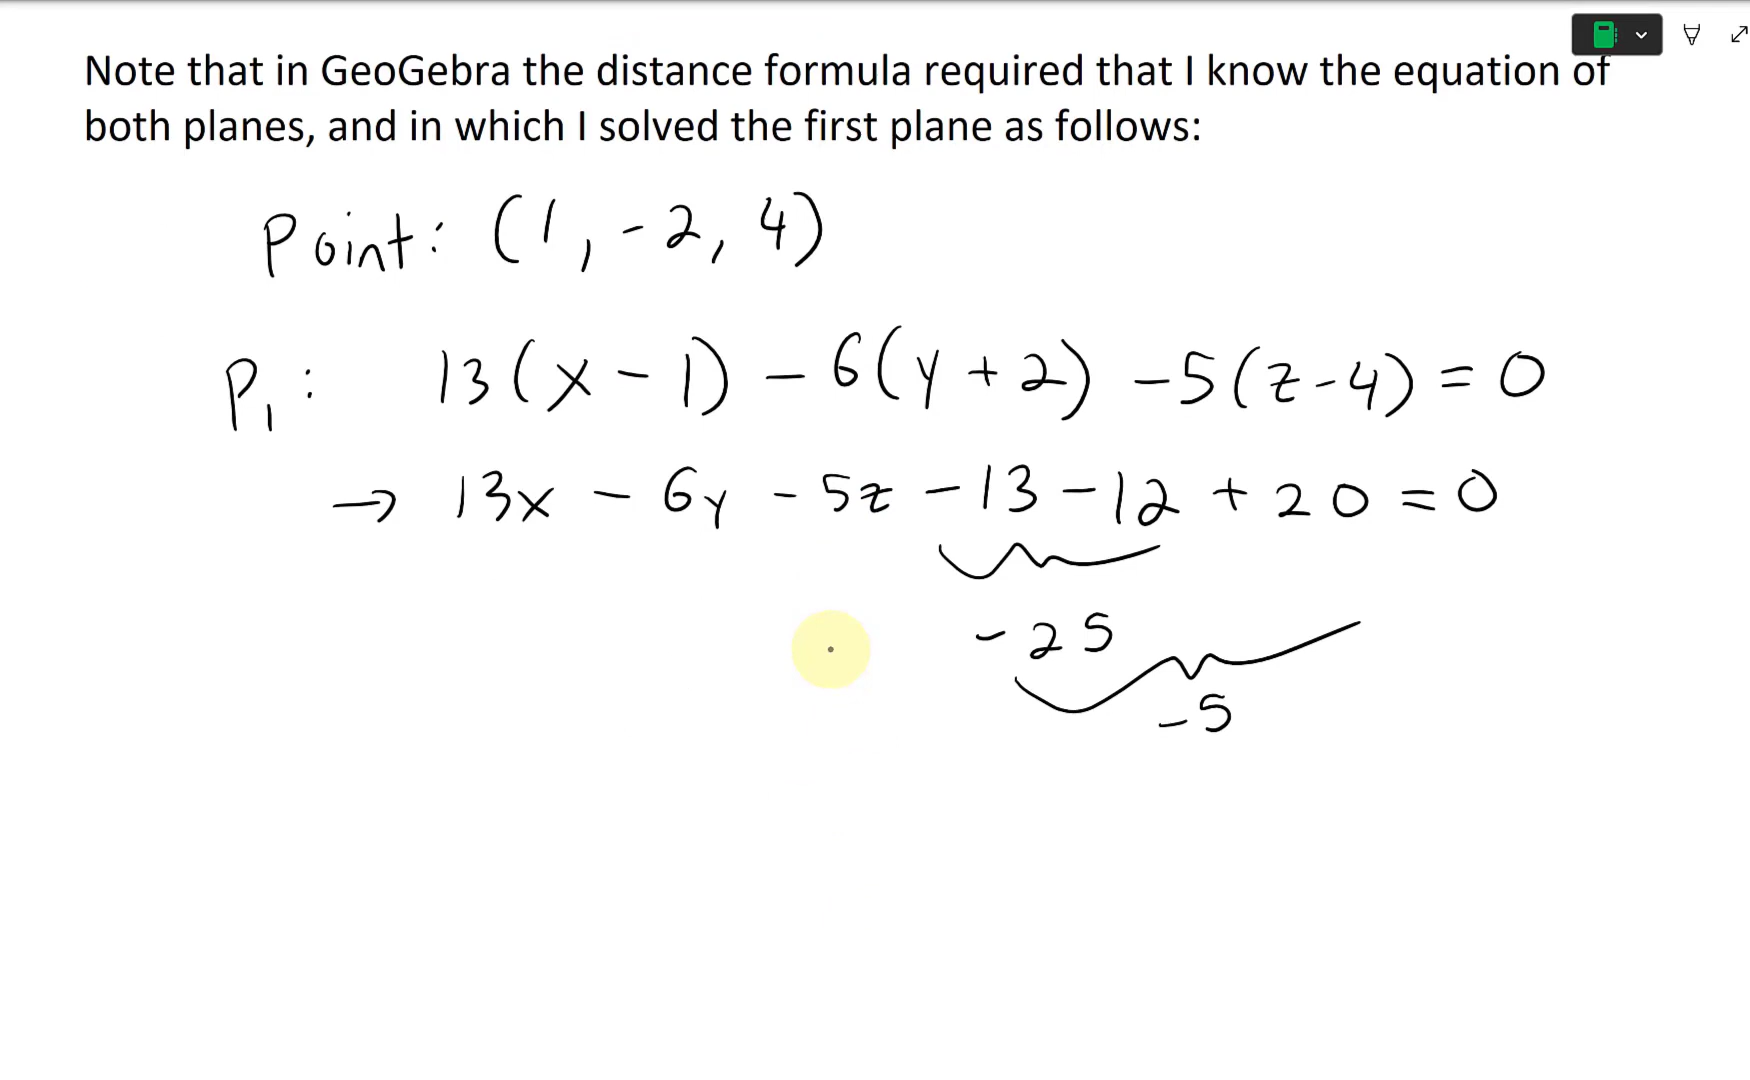 Note that in GeoGebra the distance formula required that I know the equation of
both planes, and in which I solved the first plane as follows:
Point: (1, -2, 4)
P₁: 13(x - 1) - 6(y + 2) - 5(z - 4) = 0
→ 13x - 6y - 5z - 13 - 12 + 20 = 0
- 25
- 5